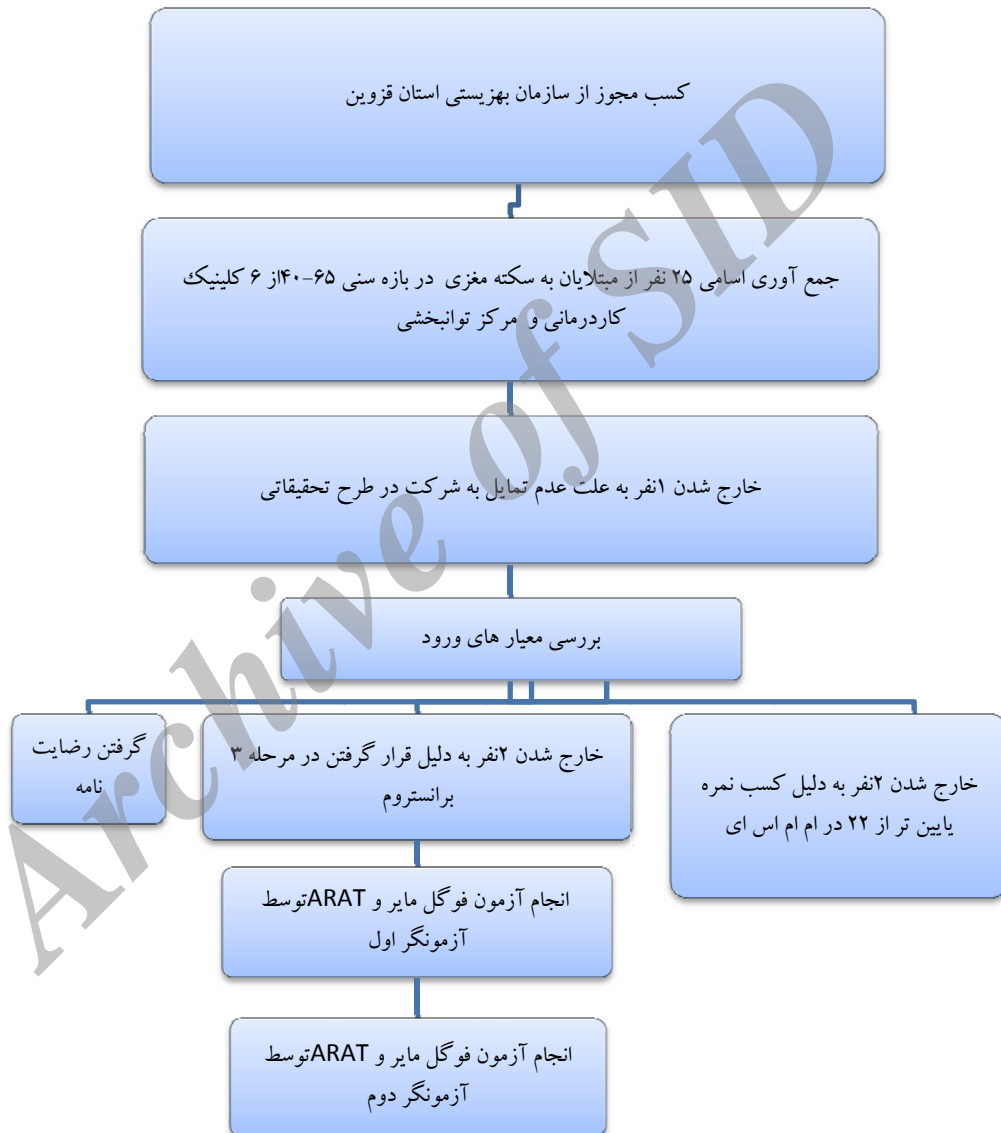 کسب مجوز از سازمان بهزیستی استان قزوین
جمع آوری اسامی ۲۵ نفر از مبتلایان به سکته مغزی در بازه سنی ۶۵-۴۰از ۶ کلینیک
کاردرمانی و مرکز توانبخشی
خارج شدن ۱نفر به علت عدم تمایل به شرکت در طرح تحقیقاتی
بررسی معیار های ورود
خارج شدن ۲نفر به دلیل کسب نمره
پایین تر از ۲۲ در ام ام اس ای
خارج شدن ۲نفر به دلیل قرار گرفتن در مرحله ۳
برانستروم
گرفتن رضایت
نامه
انجام آزمون فوگل مایر و ARATتوسط
آزمونگر اول
انجام آزمون فوگل مایر و ARATتوسط
آزمونگر دوم
Archive of SID